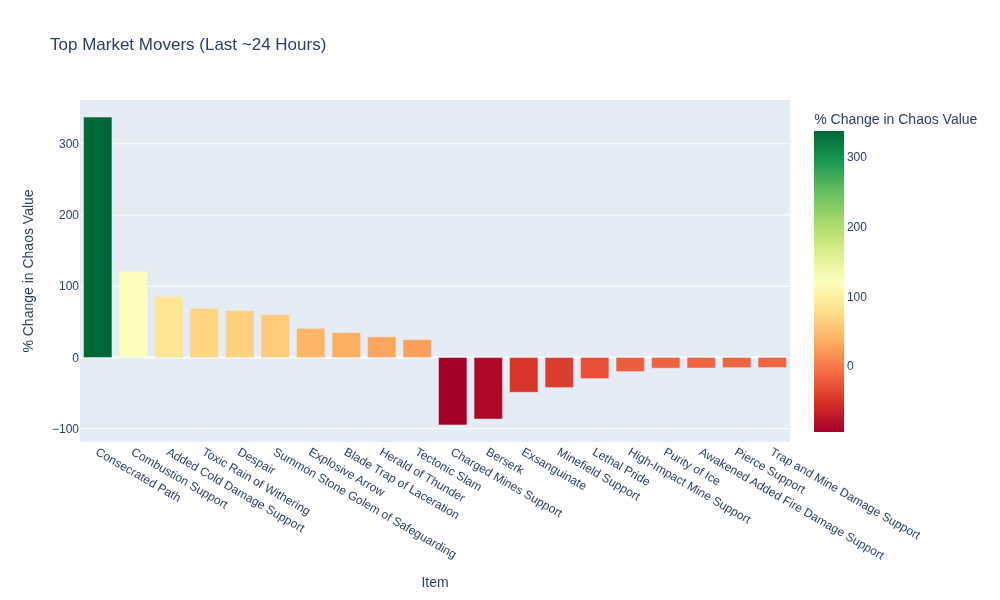 Top Market Movers (Last ~24 Hours)
% Change in Chaos Value
300
200
100
0
−100
Consecrated Path
Combustion Support
Added Cold Damage Support
Toxic Rain of Withering
Despair
Summon Stone Golem of Safeguarding
Explosive Arrow
Blade Trap of Laceration
Herald of Thunder
Tectonic Slam
Charged Mines Support
Berserk
Exsanguinate
Minefield Support
Lethal Pride
High-Impact Mine Support
Purity of Ice
Awakened Added Fire Damage Support
Pierce Support
Trap and Mine Damage Support
Item
% Change in Chaos Value
300
200
100
0